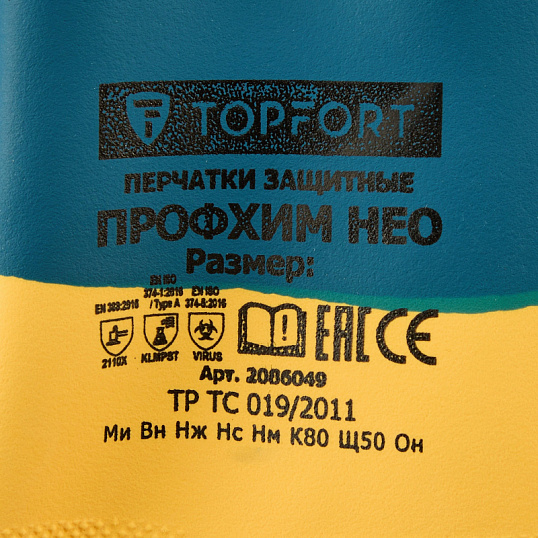 TOPFORT
ПЕРЧАТКИ ЗАЩИТНЫЕ
ПРОФХИМ НЕО
Размер:
EN 388:2016
EN ISO 374-1:2016 / Type A
EN ISO 374-5:2016
2110X KLMPST VIRUS
EAC CE
Арт. 2086049
ТР ТС 019/2011
Ми Вн Нж Нс Нм К80 Щ50 Он